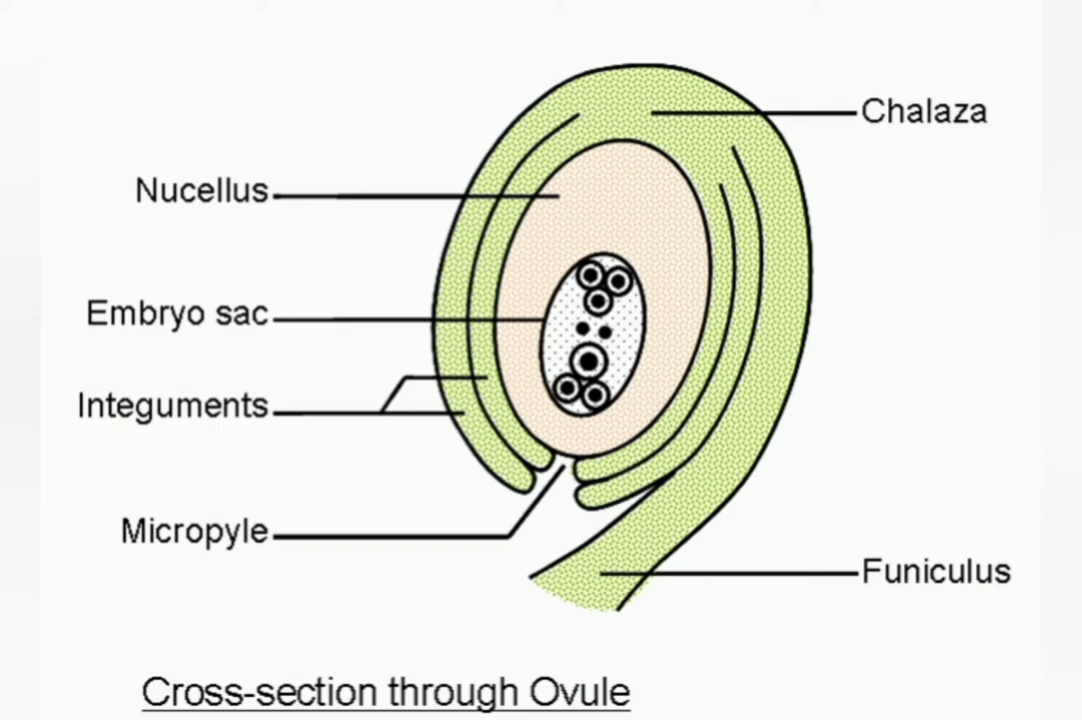 Chalaza
Nucellus
Embryo sac
Integuments
Micropyle
Funiculus
Cross-section through Ovule